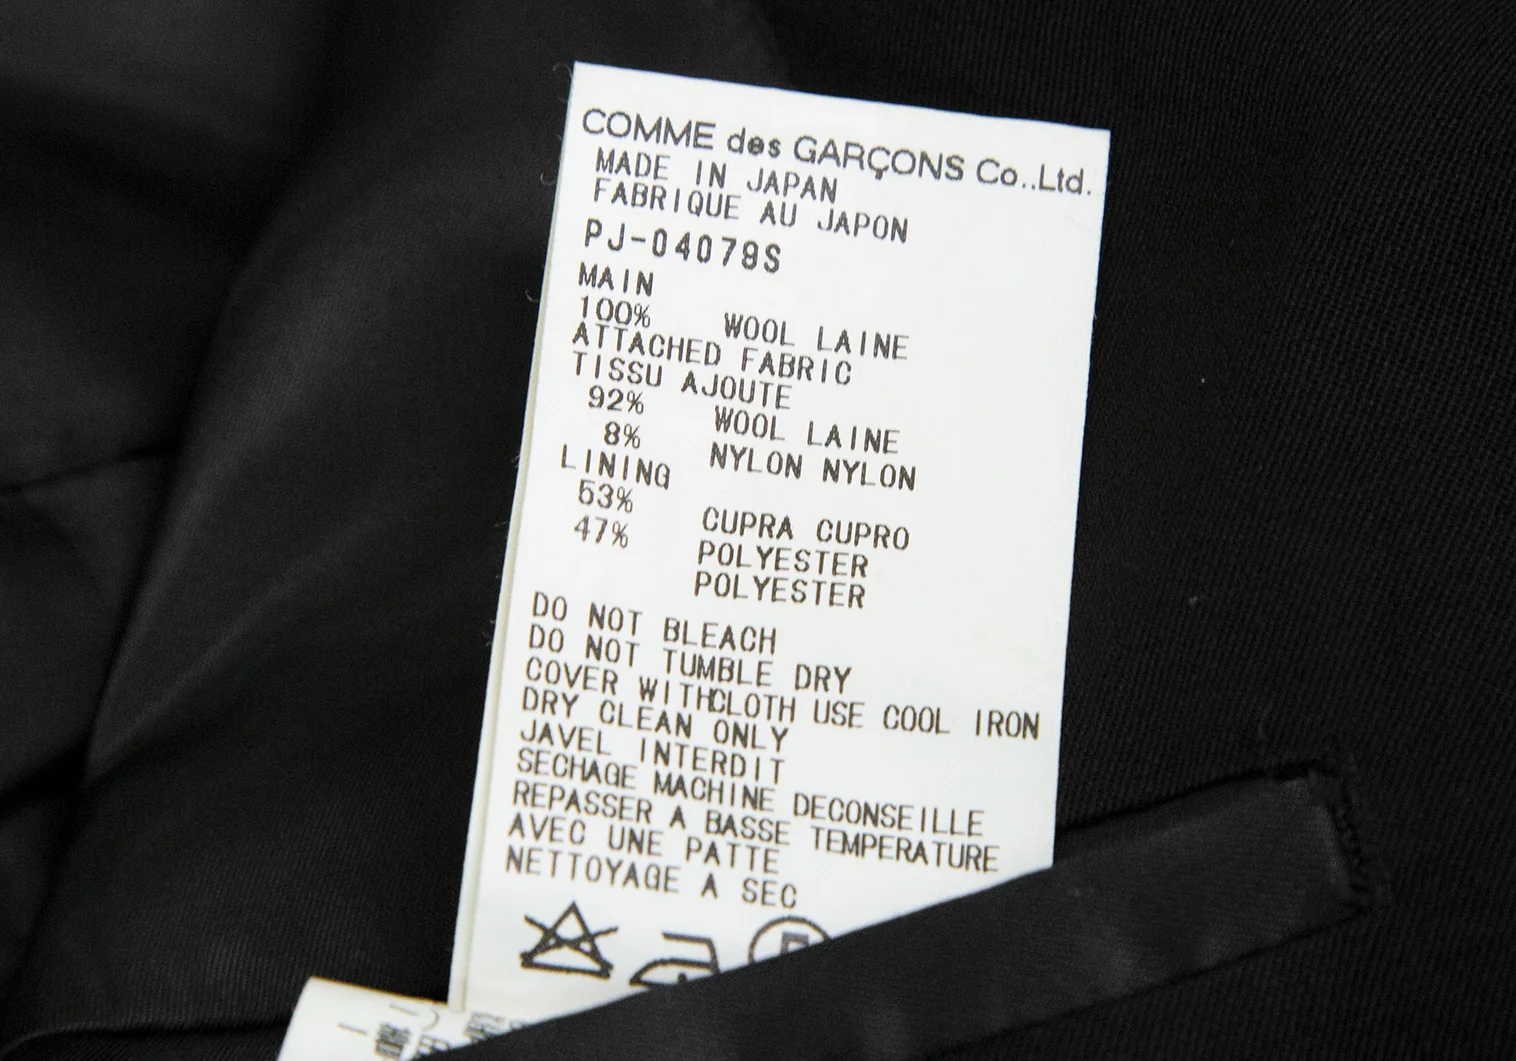 COMME des GARÇONS Co.,Ltd.
MADE IN JAPAN
FABRIQUE AU JAPON
PJ-04079S
MAIN
100% WOOL LAINE
ATTACHED FABRIC
TISSU AJOUTE
92% WOOL LAINE
8% NYLON NYLON
LINING
53% CUPRA CUPRO
47% POLYESTER
POLYESTER
DO NOT BLEACH
DO NOT TUMBLE DRY
COVER WITHCLOTH USE COOL IRON
DRY CLEAN ONLY
JAVEL INTERDIT
SECHAGE MACHINE DECONSEILLE
REPASSER A BASSE TEMPERATURE
AVEC UNE PATTE
NETTOYAGE A SEC